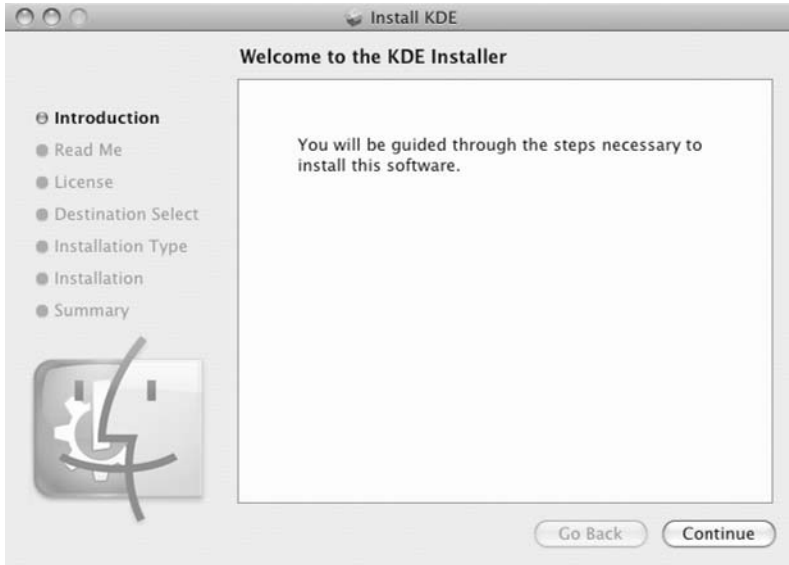 Install KDE
Welcome to the KDE Installer
Introduction
Read Me
License
Destination Select
Installation Type
Installation
Summary
You will be guided through the steps necessary to
install this software.
Go Back
Continue